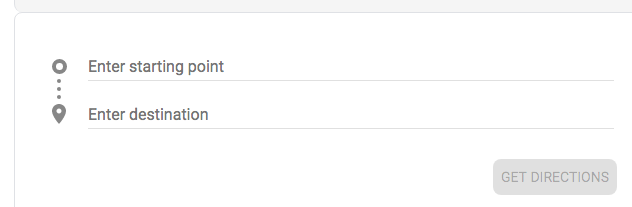 Enter starting point
Enter destination
GET DIRECTIONS